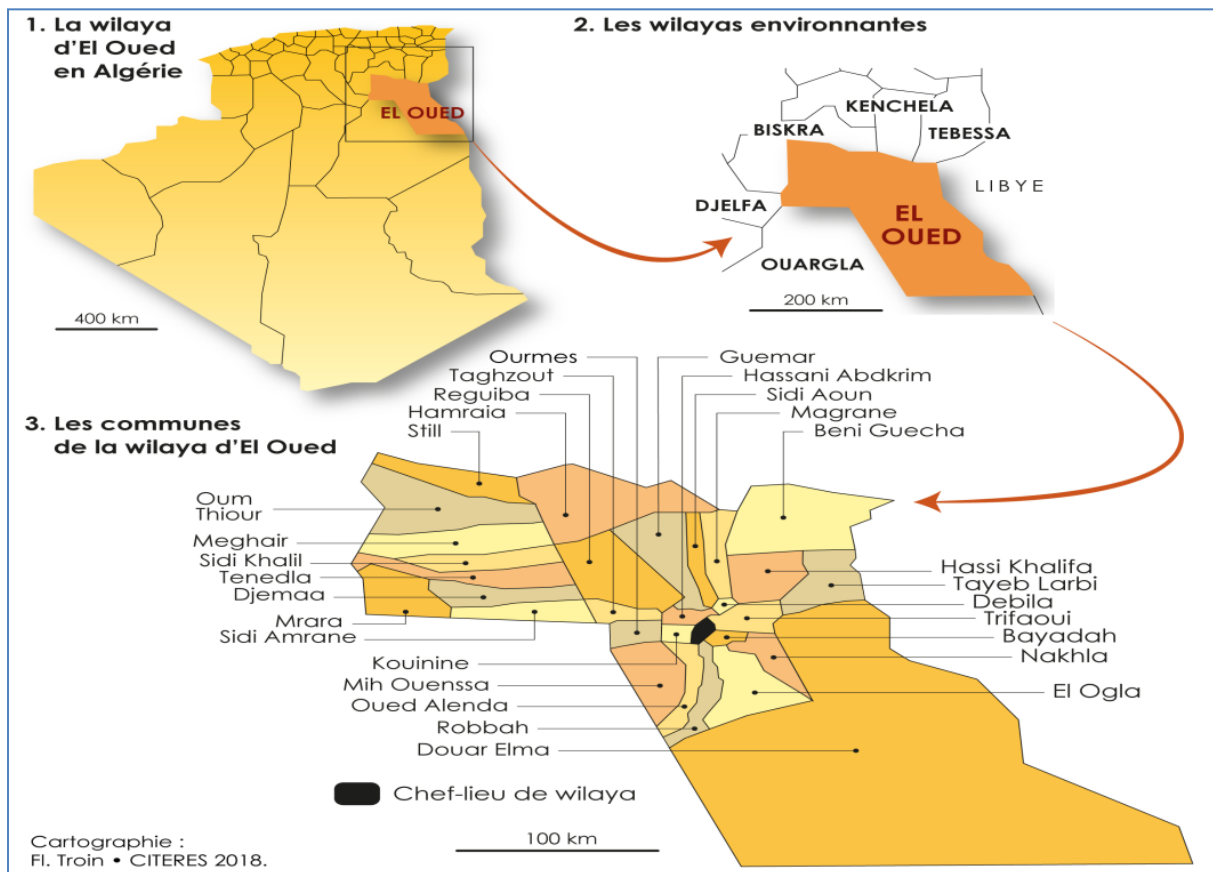 1. La wilaya
d'El Oued
en Algérie
EL OUED
400 km
2. Les wilayas environnantes
KENCHELA
BISKRA
TEBESSA
LIBYE
DJELFA
EL
OUED
OUARGLA
200 km
3. Les communes
de la wilaya d'El Oued
Ourmes
Taghzout
Reguiba
Hamraia
Still
Guemar
Hassani Abdkrim
Sidi Aoun
Magrane
Beni Guecha
Oum
Thiour
Meghair
Sidi Khalil
Tenedla
Djemaa
Mrara
Sidi Amrane
Hassi Khalifa
Tayeb Larbi
Debila
Trifaoui
Bayadah
Nakhla
El Ogla
Kouinine
Mih Ouenssa
Oued Alenda
Robbah
Douar Elma
Chef-lieu de wilaya
100 km
Cartographie :
Fl. Troin • CITERES 2018.